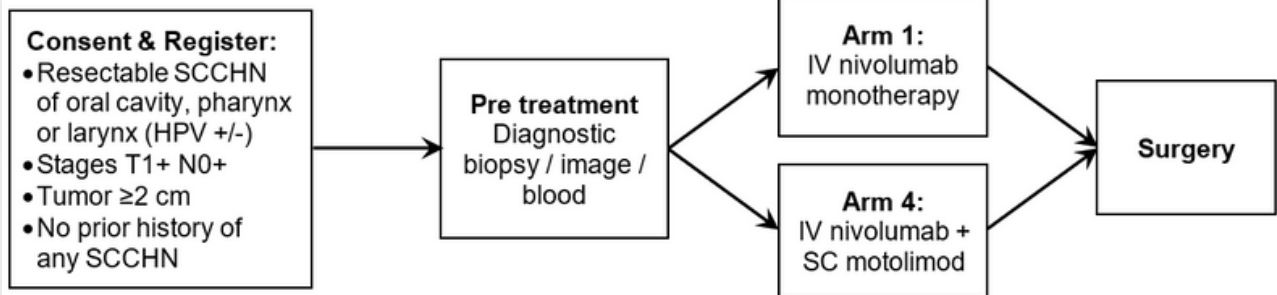 Consent & Register:
•Resectable SCCHN
of oral cavity, pharynx
or larynx (HPV +/-)
•Stages T1+ N0+
•Tumor ≥2 cm
•No prior history of
any SCCHN
Pre treatment
Diagnostic
biopsy / image /
blood
Arm 1:
IV nivolumab
monotherapy
Arm 4:
IV nivolumab +
SC motolimod
Surgery